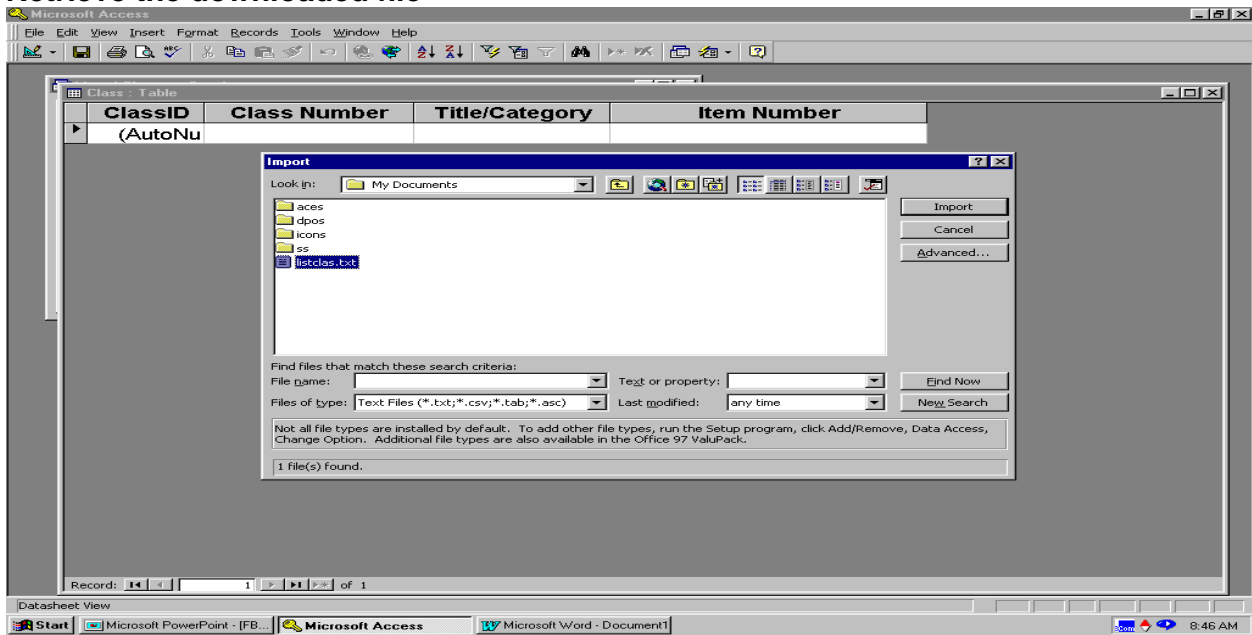 Retrieve the downloaded file
Microsoft Access
File Edit View Insert Format Records Tools Window Help
Class : Table
ClassID Class Number Title/Category Item Number
(AutoNu
Import
Look in: My Documents
aces
dpos
icons
ss
listclas.txt
Import
Cancel
Advanced...
Find files that match these search criteria:
File name: Text or property: Find Now
Files of type: Text Files (*.txt;*.csv;*.tab;*.asc) Last modified: any time New Search
Not all file types are installed by default. To add other file types, run the Setup program, click Add/Remove, Data Access,
Change Option. Additional file types are also available in the Office 97 ValuPack.
1 file(s) found.
Record: 1 of 1
Datasheet View
Start Microsoft PowerPoint - [FB... Microsoft Access Microsoft Word - Document1 8:46 AM